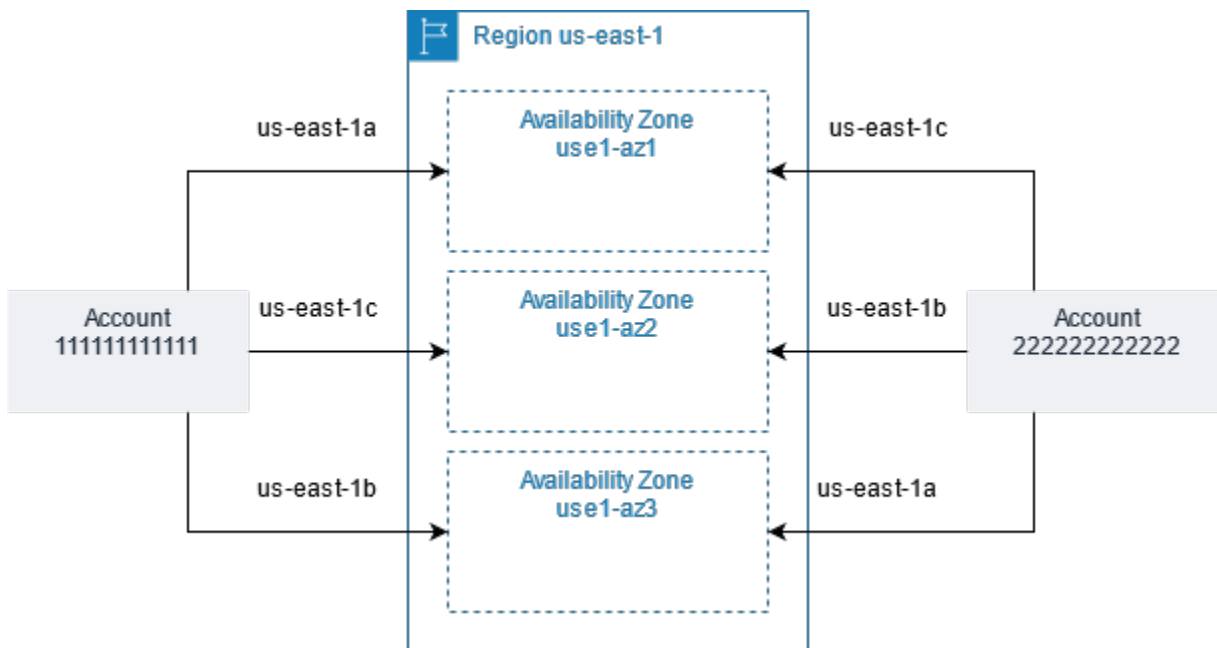 Region us-east-1
us-east-1a
Availability Zone
use1-az1
us-east-1c
Account
111111111111
us-east-1c
Availability Zone
use1-az2
us-east-1b
Account
222222222222
us-east-1b
Availability Zone
use1-az3
us-east-1a